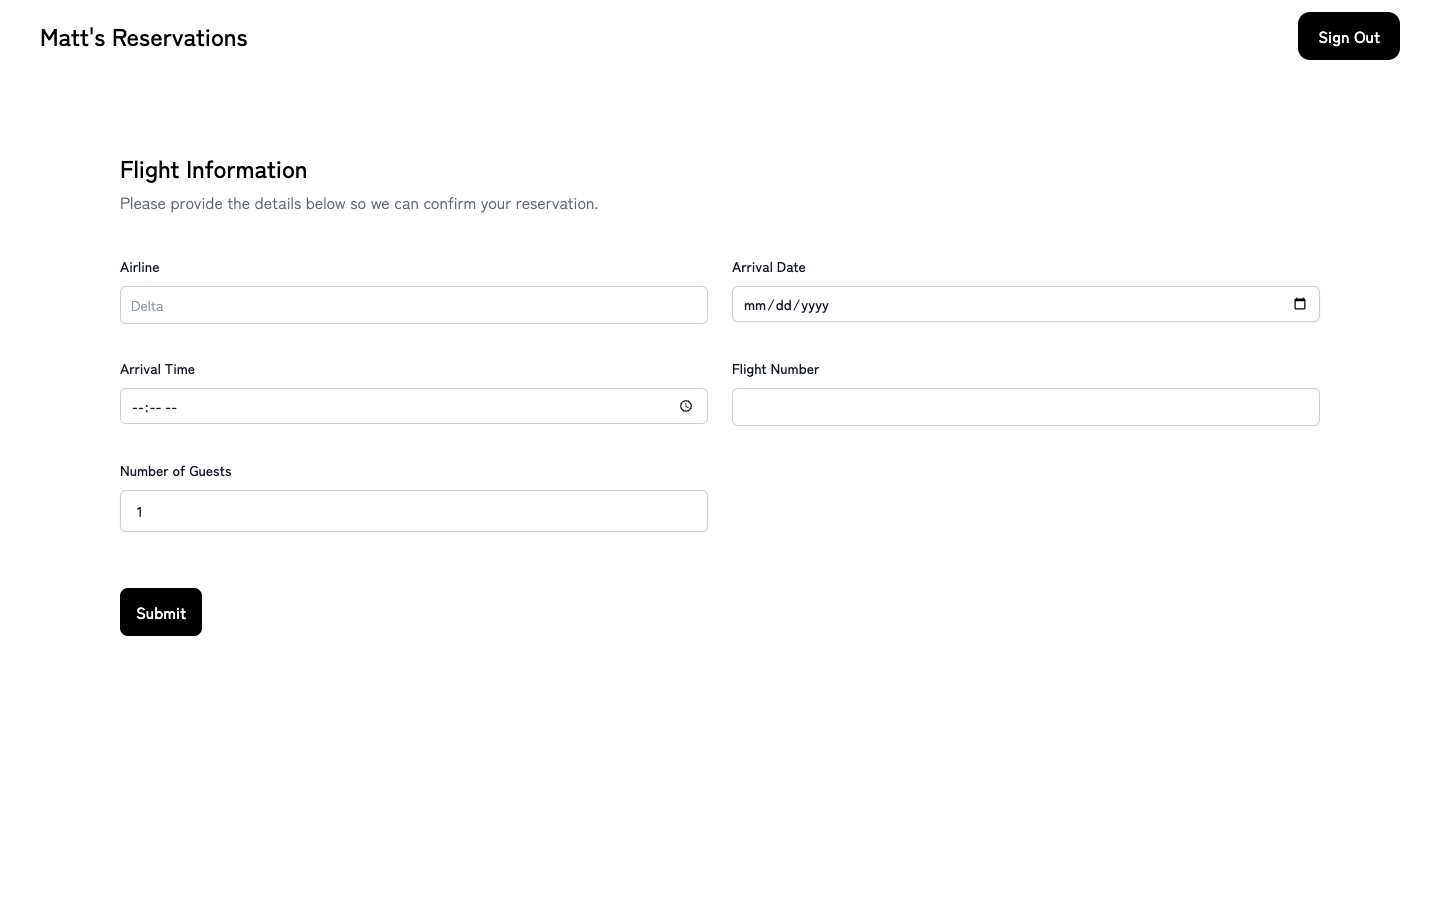 Matt's Reservations
Sign Out
Flight Information
Please provide the details below so we can confirm your reservation.
Airline
Arrival Date
Delta
mm/dd/yyyy
Arrival Time
Flight Number
--:-- --
Number of Guests
1
Submit